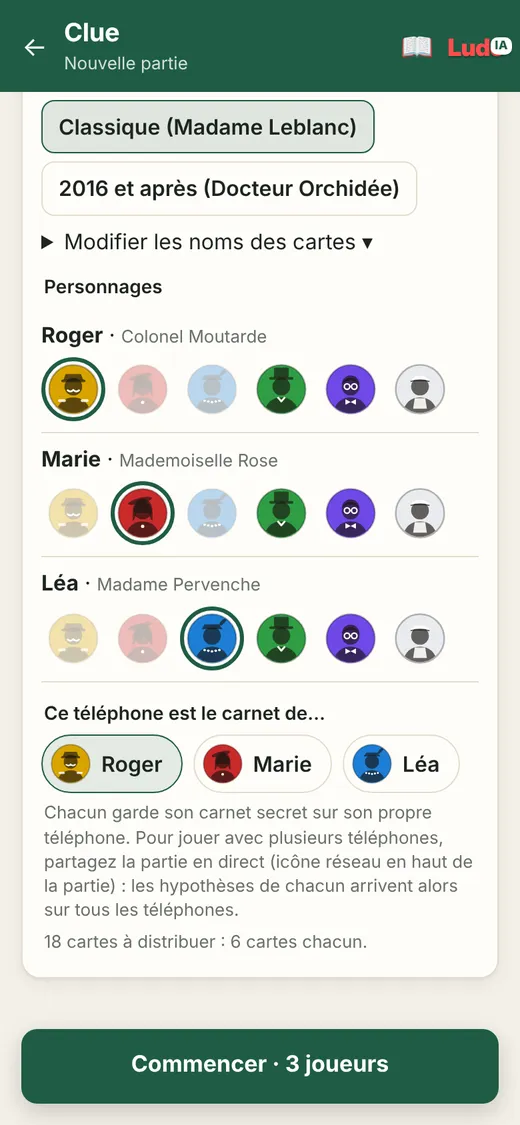 Clue
Nouvelle partie
Lud
IA
Classique (Madame Leblanc)
2016 et après (Docteur Orchidée)
▶ Modifier les noms des cartes ▾
Personnages
Roger · Colonel Moutarde
Marie · Mademoiselle Rose
Léa · Madame Pervenche
Ce téléphone est le carnet de…
Roger
Marie
Léa
Chacun garde son carnet secret sur son propre
téléphone. Pour jouer avec plusieurs téléphones,
partagez la partie en direct (icône réseau en haut de
la partie) : les hypothèses de chacun arrivent alors
sur tous les téléphones.
18 cartes à distribuer : 6 cartes chacun.
Commencer · 3 joueurs